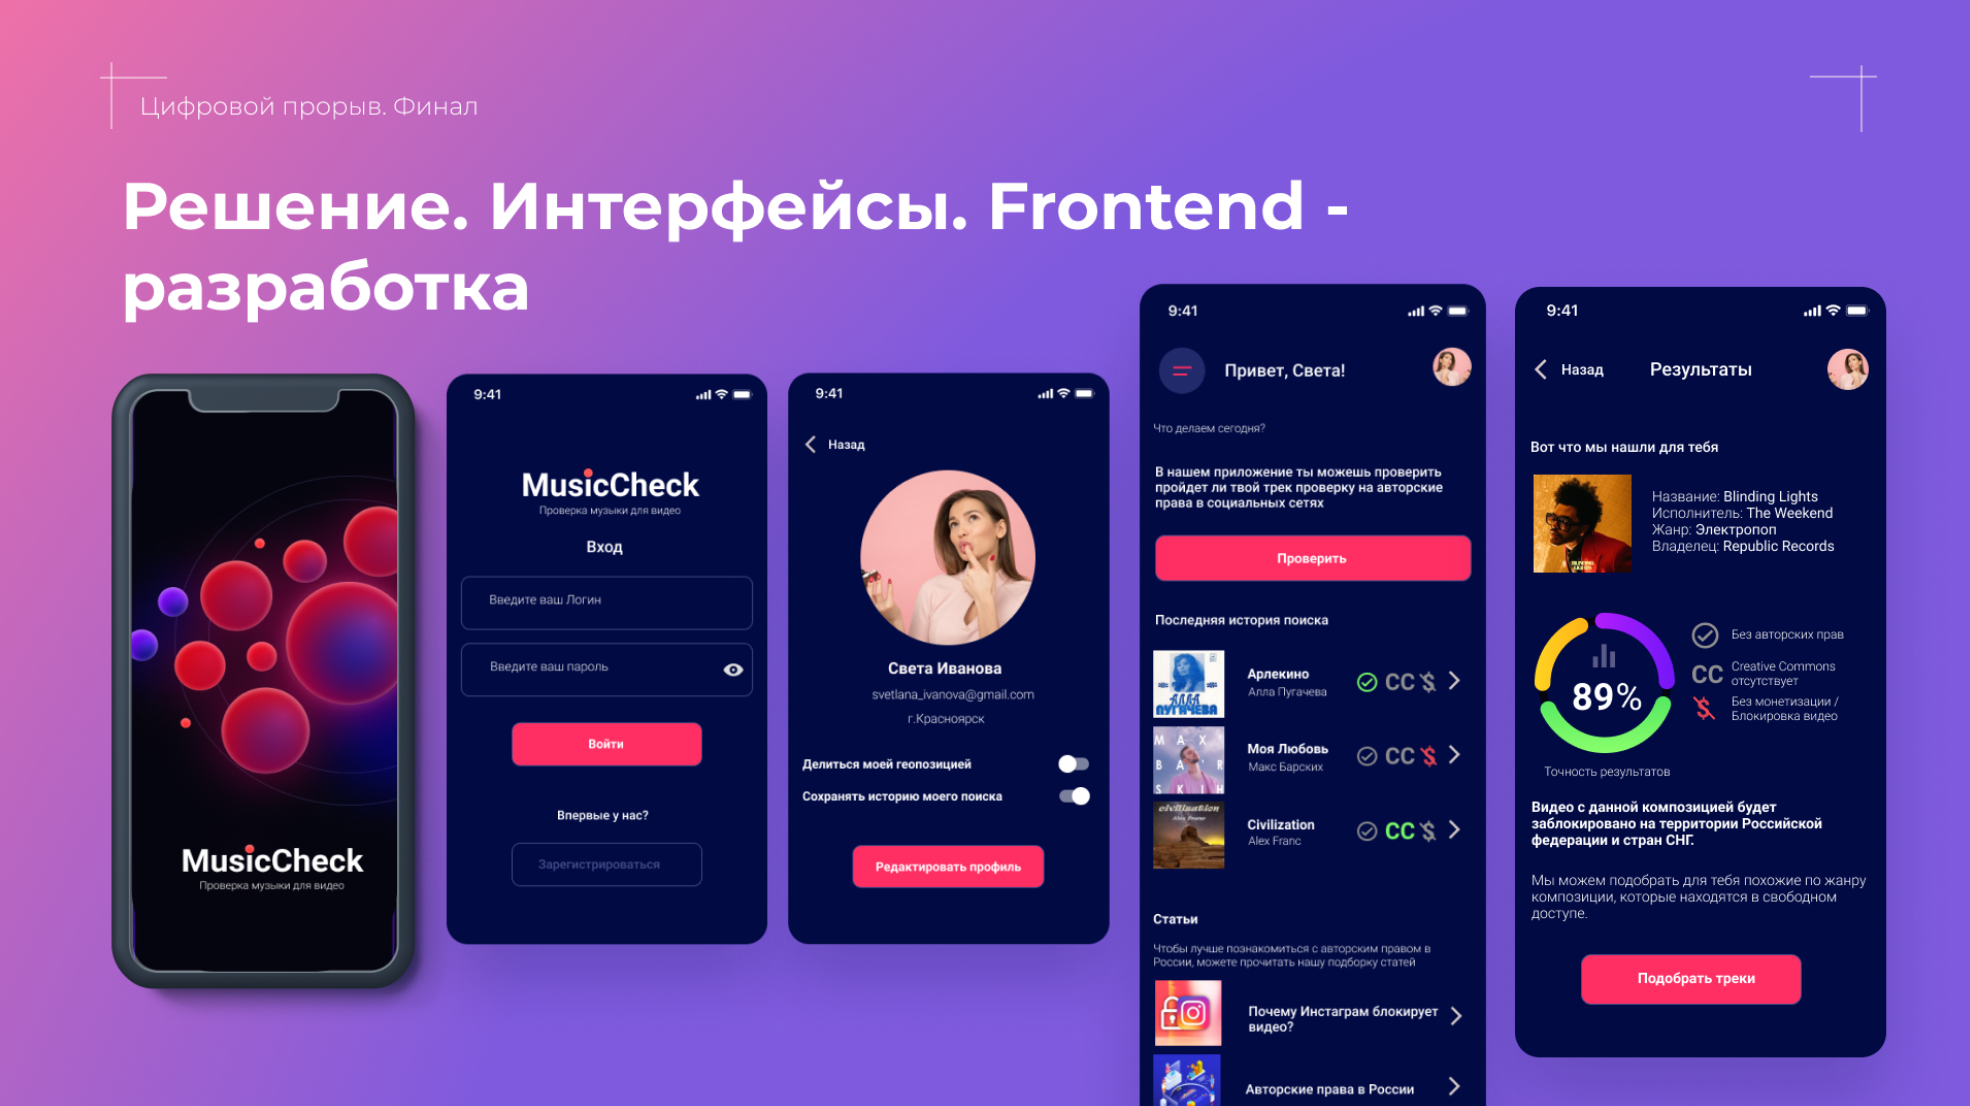 Цифровой прорыв. Финал
Решение. Интерфейсы. Frontend -
разработка
MusicCheck
Проверка музыки для видео
9:41
MusicCheck
Проверка музыки для видео
Вход
Введите ваш Логин
Введите ваш пароль
Войти
Впервые у нас?
Зарегистрироваться
9:41
Назад
Света Иванова
svetlana_ivanova@gmail.com
г.Красноярск
Делиться моей геопозицией
Сохранять историю моего поиска
Редактировать профиль
9:41
Привет, Света!
Что делаем сегодня?
В нашем приложение ты можешь проверить
пройдет ли твой трек проверку на авторские
права в социальных сетях
Проверить
Последняя история поиска
АЛЛА
ПУГАЧЕВА
Арлекино
Алла Пугачева
CC $
M A X
B A R
S K I H
Моя Любовь
Макс Барских
CC $
civilization
Civilization
Alex Franc
CC $
Статьи
Чтобы лучше познакомиться с авторским правом в
России, можете прочитать нашу подборку статей
Почему Инстаграм блокирует
видео?
Авторские права в России
9:41
Назад
Результаты
Вот что мы нашли для тебя
BLINDING
LIGHTS
Название: Blinding Lights
Исполнитель: The Weekend
Жанр: Электропоп
Владелец: Republic Records
89%
Точность результатов
Без авторских прав
CC
Creative Commons
отсутствует
$
Без монетизации /
Блокировка видео
Видео с данной композицией будет
заблокировано на территории Российской
федерации и стран СНГ.
Мы можем подобрать для тебя похожие по жанру
композиции, которые находятся в свободном
доступе.
Подобрать треки